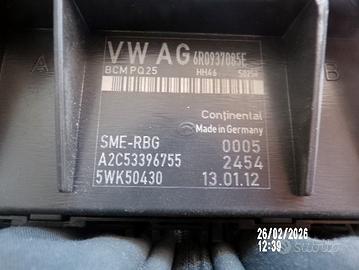 VW AG 6R0937085E
BCM PQ25 HH46
A B
Continental
Made in Germany
SME-RBG 0005
A2C53396755 2454
5WK50430 13.01.12
26/02/2026
12:39